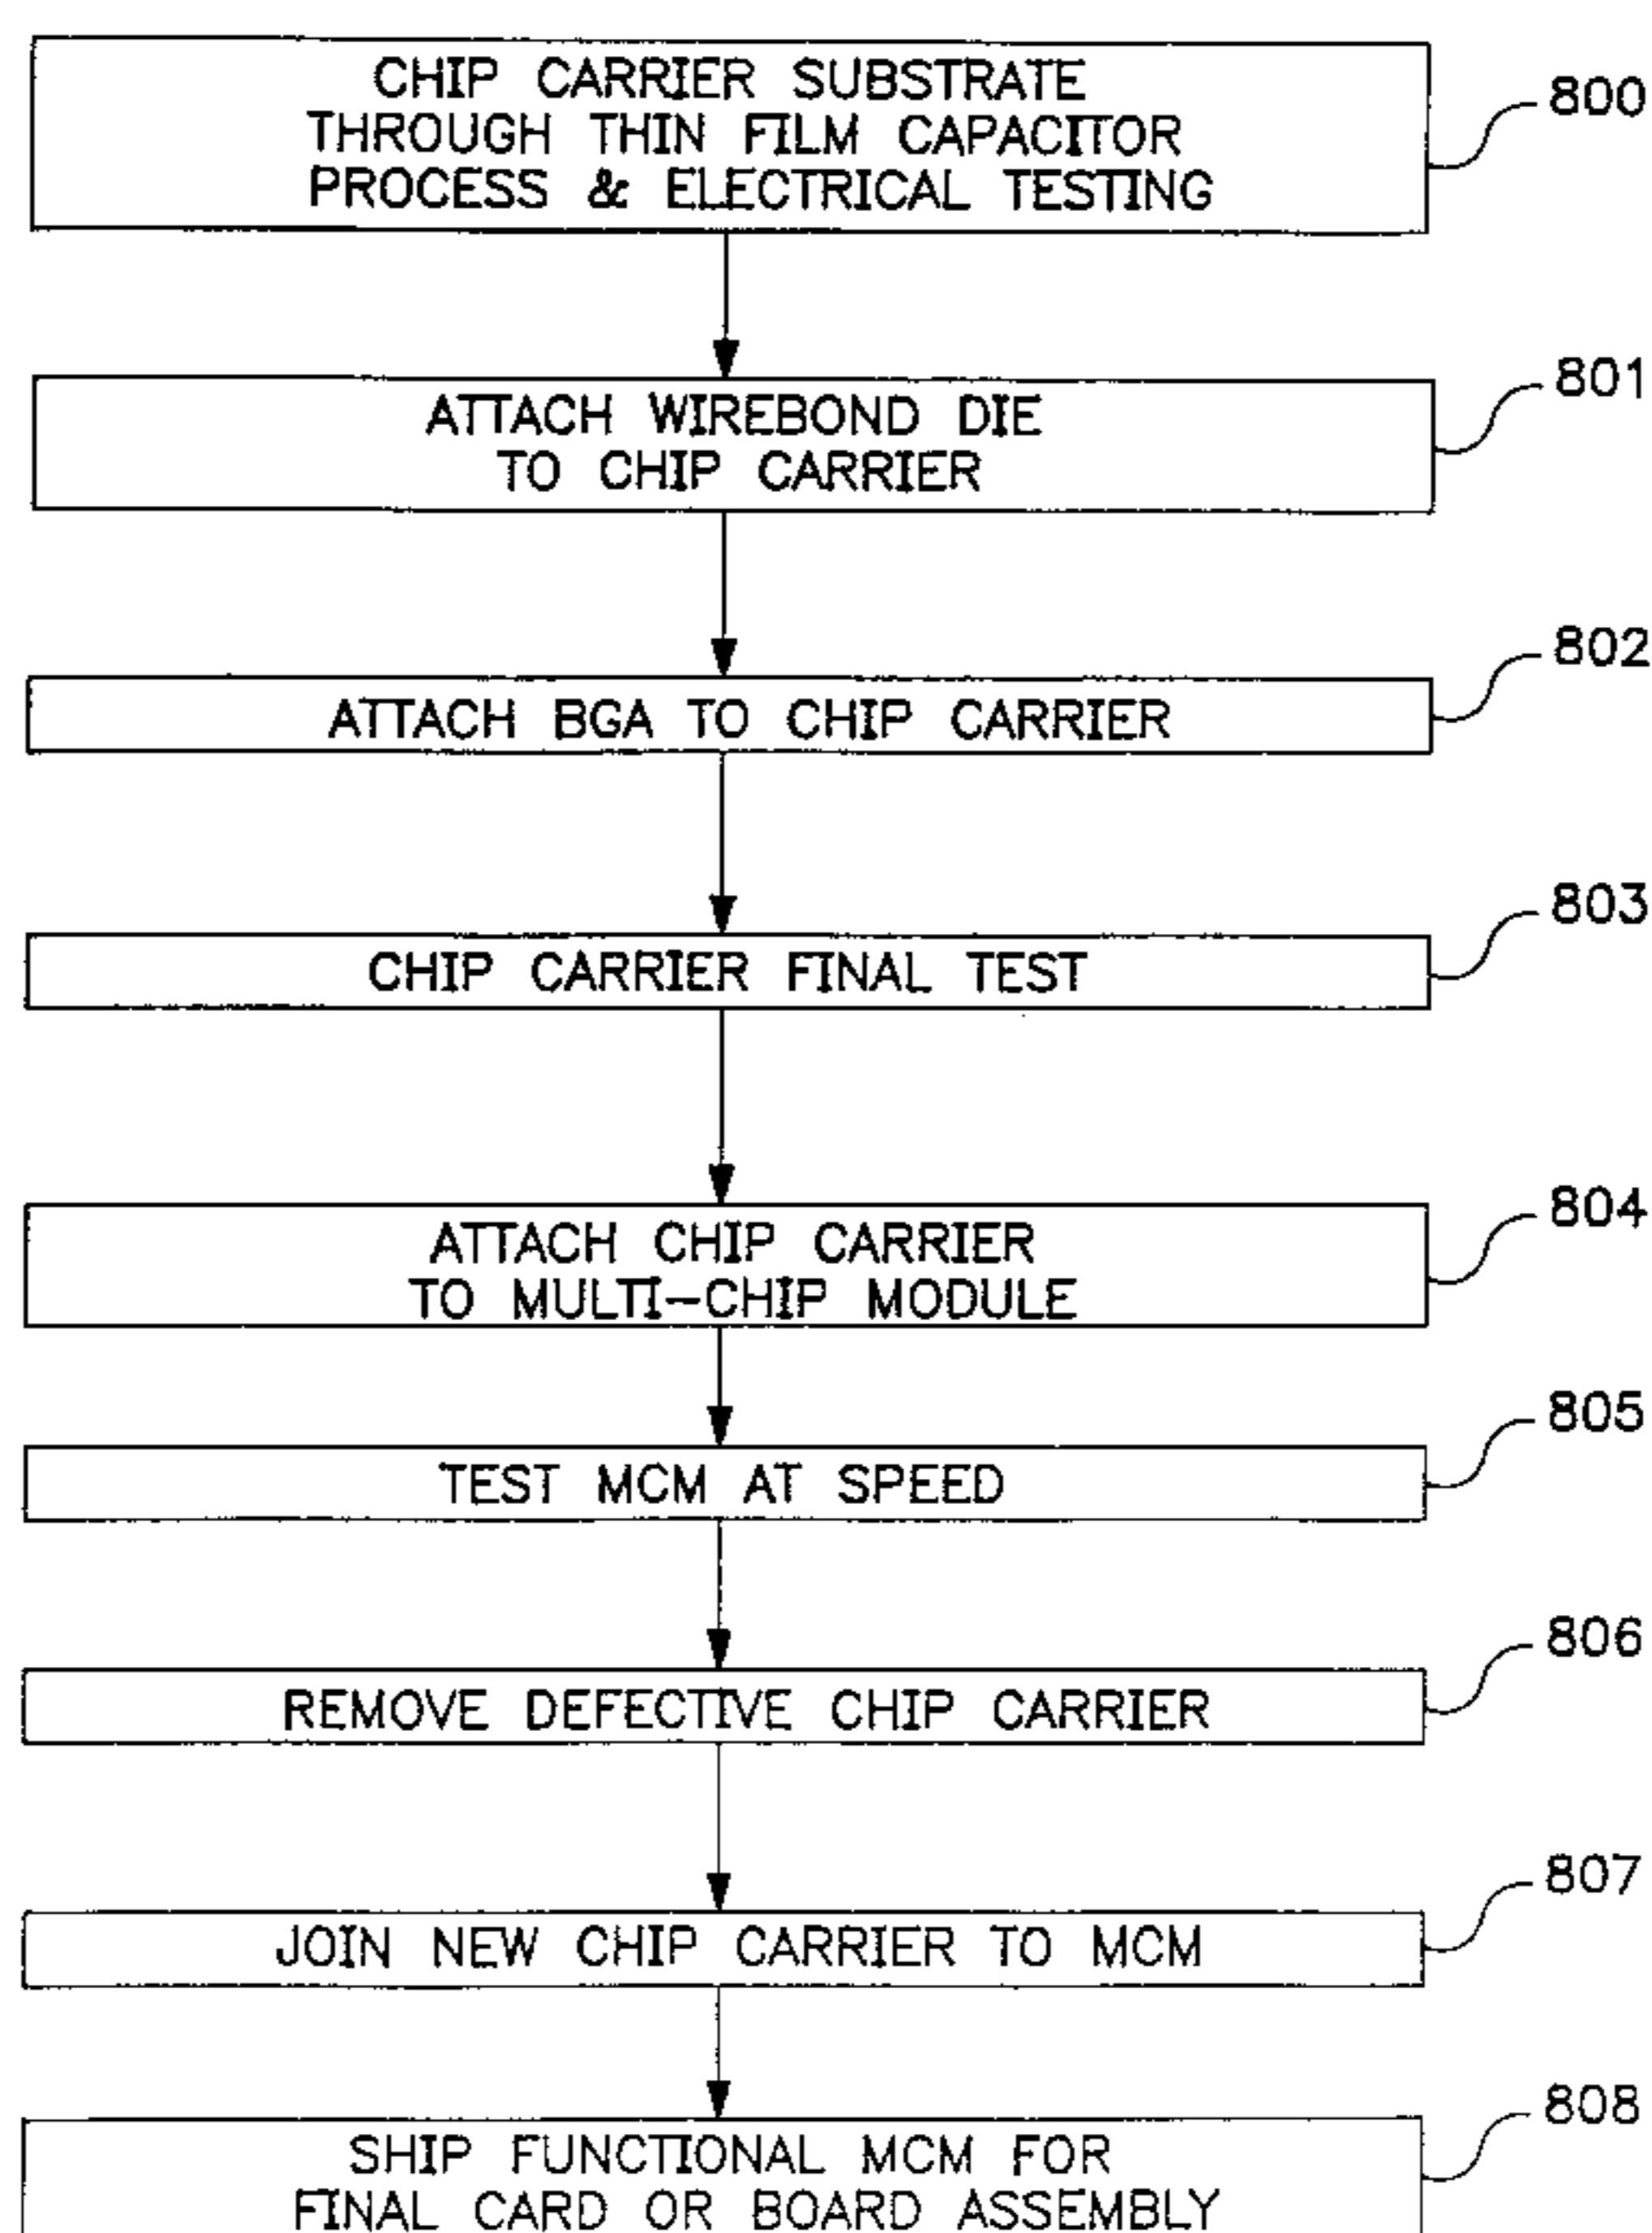 CHIP CARRIER SUBSTRATE
THROUGH THIN FILM CAPACITOR
PROCESS & ELECTRICAL TESTING
800
ATTACH WIREBOND DIE
TO CHIP CARRIER
801
ATTACH BGA TO CHIP CARRIER
802
CHIP CARRIER FINAL TEST
803
ATTACH CHIP CARRIER
TO MULTI-CHIP MODULE
804
TEST MCM AT SPEED
805
REMOVE DEFECTIVE CHIP CARRIER
806
JOIN NEW CHIP CARRIER TO MCM
807
SHIP FUNCTIONAL MCM FOR
FINAL CARD OR BOARD ASSEMBLY
808